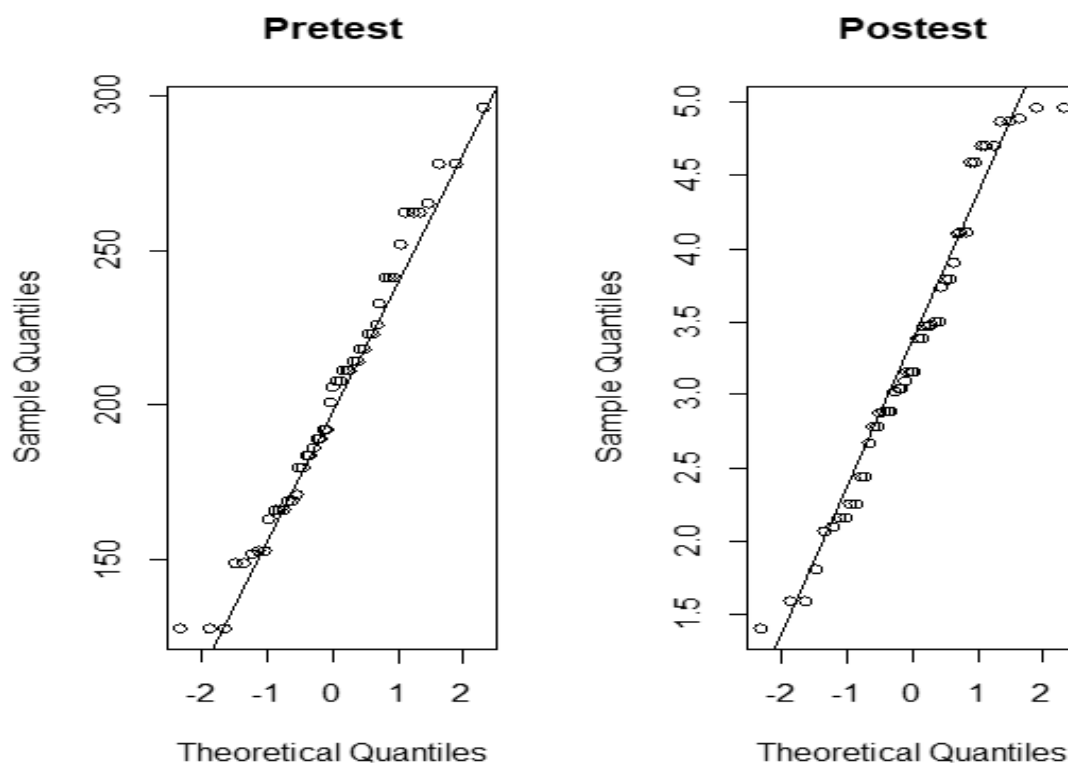 Pretest
Sample Quantiles
300
250
200
150
-2 -1 0 1 2
Theoretical Quantiles
Postest
Sample Quantiles
5.0
4.5
4.0
3.5
3.0
2.5
2.0
1.5
-2 -1 0 1 2
Theoretical Quantiles